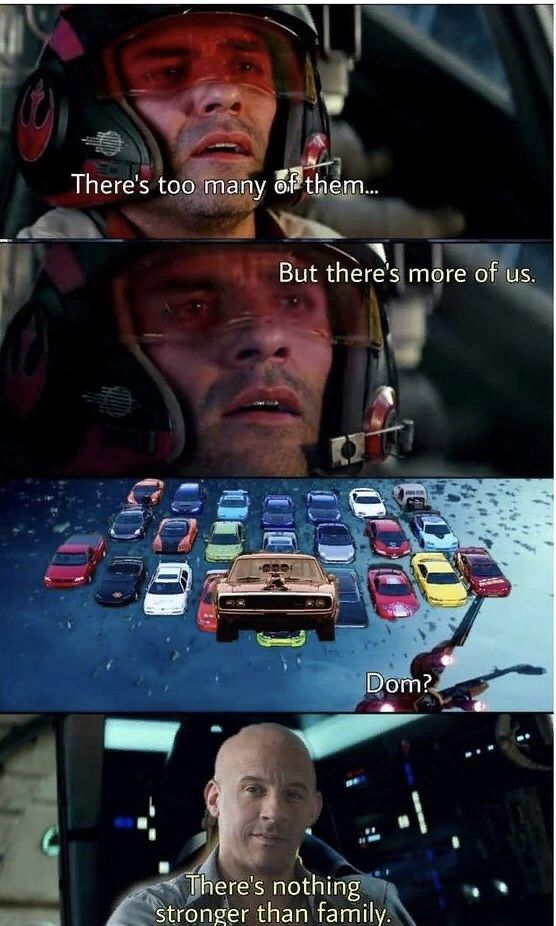 There's too many of them...
But there's more of us.
Dom?
There's nothing
stronger than family.